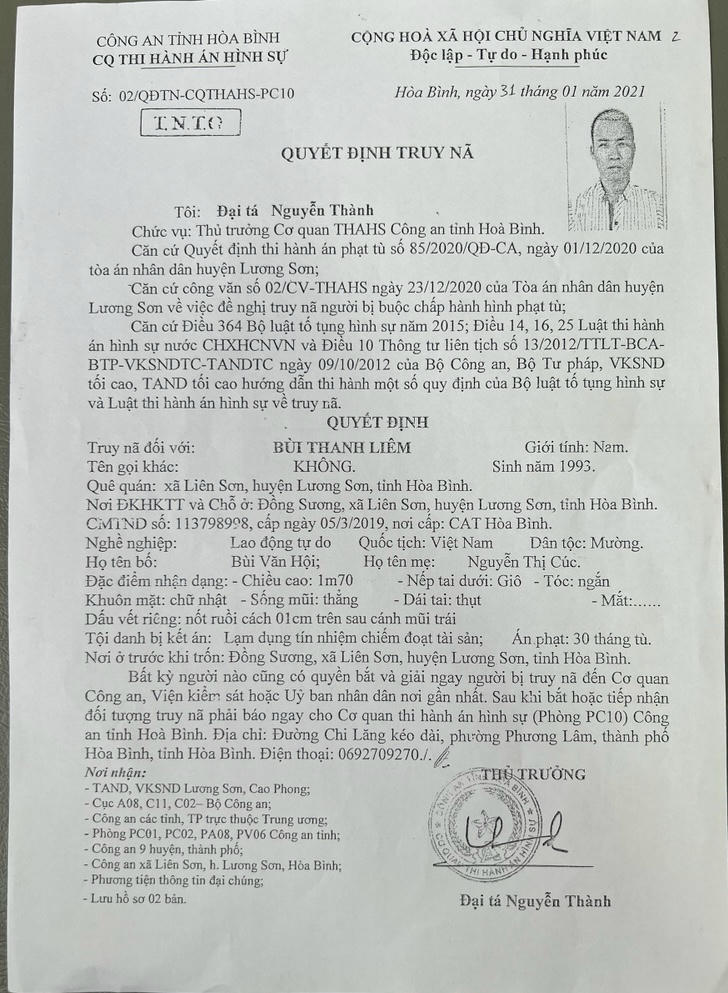 CÔNG AN TỈNH HÒA BÌNH
CQ THI HÀNH ÁN HÌNH SỰ
CỘNG HOÀ XÃ HỘI CHỦ NGHĨA VIỆT NAM 2
Độc lập - Tự do - Hạnh phúc
Số: 02/QĐTN-CQTHAHS-PC10
Hòa Bình, ngày 31 tháng 01 năm 2021
T.N.T.Q
QUYẾT ĐỊNH TRUY NÃ
Tôi: Đại tá Nguyễn Thành
Chức vụ: Thủ trưởng Cơ quan THAHS Công an tỉnh Hoà Bình.
Căn cứ Quyết định thi hành án phạt tù số 85/2020/QĐ-CA, ngày 01/12/2020 của
tòa án nhân dân huyện Lương Sơn;
Căn cứ công văn số 02/CV-THAHS ngày 23/12/2020 của Tòa án nhân dân huyện
Lương Sơn về việc đề nghị truy nã người bị buộc chấp hành hình phạt tù;
Căn cứ Điều 364 Bộ luật tố tụng hình sự năm 2015; Điều 14, 16, 25 Luật thi hành
án hình sự nước CHXHCNVN và Điều 10 Thông tư liên tịch số 13/2012/TTLT-BCA-
BTP-VKSNDTC-TANDTC ngày 09/10/2012 của Bộ Công an, Bộ Tư pháp, VKSND
tối cao, TAND tối cao hướng dẫn thi hành một số quy định của Bộ luật tố tụng hình sự
và Luật thi hành án hình sự về truy nã.
QUYẾT ĐỊNH
Truy nã đối với: BÙI THANH LIÊM Giới tính: Nam.
Tên gọi khác: KHÔNG. Sinh năm 1993.
Quê quán: xã Liên Sơn, huyện Lương Sơn, tỉnh Hòa Bình.
Nơi ĐKHKTT và Chỗ ở: Đồng Sương, xã Liên Sơn, huyện Lương Sơn, tỉnh Hòa Bình.
CMTND số: 113798998, cấp ngày 05/3/2019, nơi cấp: CAT Hòa Bình.
Nghề nghiệp: Lao động tự do Quốc tịch: Việt Nam Dân tộc: Mường.
Họ tên bố: Bùi Văn Hội; Họ tên mẹ: Nguyễn Thị Cúc.
Đặc điểm nhận dạng: - Chiều cao: 1m70 - Nếp tai dưới: Giô - Tóc: ngắn
Khuôn mặt: chữ nhật - Sống mũi: thẳng - Dái tai: thụt - Mắt:......
Dấu vết riêng: nốt ruồi cách 01cm trên sau cánh mũi trái
Tội danh bị kết án: Lạm dụng tín nhiệm chiếm đoạt tài sản; Án phạt: 30 tháng tù.
Nơi ở trước khi trốn: Đồng Sương, xã Liên Sơn, huyện Lương Sơn, tỉnh Hòa Bình.
Bất kỳ người nào cũng có quyền bắt và giải ngay người bị truy nã đến Cơ quan
Công an, Viện kiểm sát hoặc Uỷ ban nhân dân nơi gần nhất. Sau khi bắt hoặc tiếp nhận
đối tượng truy nã phải báo ngay cho Cơ quan thi hành án hình sự (Phòng PC10) Công
an tỉnh Hoà Bình. Địa chỉ: Đường Chi Lăng kéo dài, phường Phương Lâm, thành phố
Hòa Bình, tỉnh Hòa Bình. Điện thoại: 0692709270./.
Nơi nhận:
- TAND, VKSND Lương Sơn, Cao Phong;
- Cục A08, C11, C02– Bộ Công an;
- Công an các tỉnh, TP trực thuộc Trung ương;
- Phòng PC01, PC02, PA08, PV06 Công an tỉnh;
- Công an 9 huyện, thành phố;
- Công an xã Liên Sơn, h. Lương Sơn, Hòa Bình;
- Phương tiện thông tin đại chúng;
- Lưu hồ sơ 02 bản.
THỦ TRƯỞNG
CÔNG AN TỈNH HÒA BÌNH
CƠ QUAN THI HÀNH ÁN HÌNH SỰ
Đại tá Nguyễn Thành